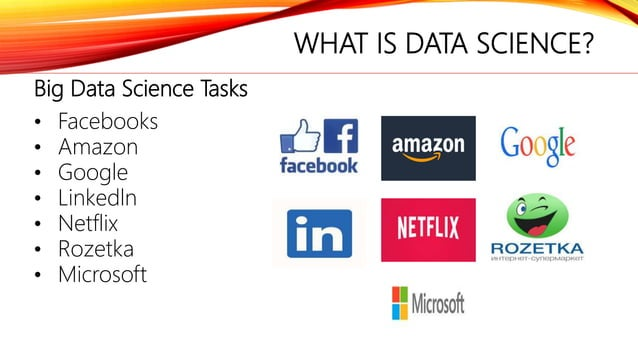 WHAT IS DATA SCIENCE?
Big Data Science Tasks
• Facebooks
• Amazon
• Google
• LinkedIn
• Netflix
• Rozetka
• Microsoft
facebook
amazon
Google
in
NETFLIX
ROZETKA
интернет-супермаркет
Microsoft